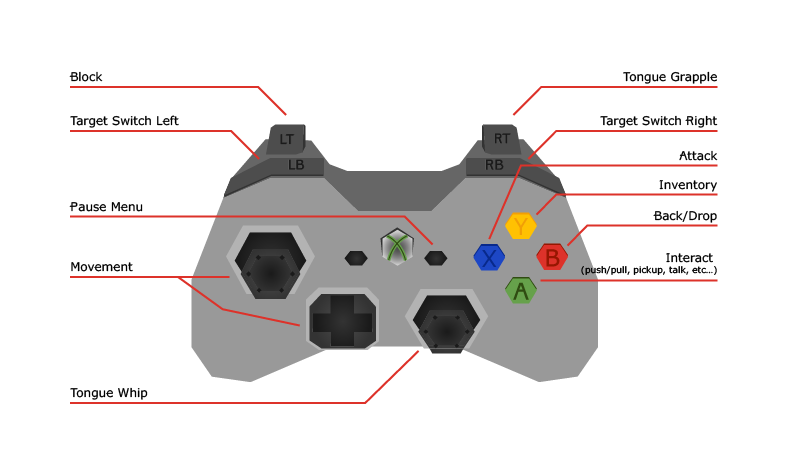 Block
Tongue Grapple
Target Switch Left
Target Switch Right
LT
RT
Attack
LB
RB
Inventory
Pause Menu
Back/Drop
Y
X
B
Interact
(push/pull, pickup, talk, etc...)
Movement
A
Tongue Whip